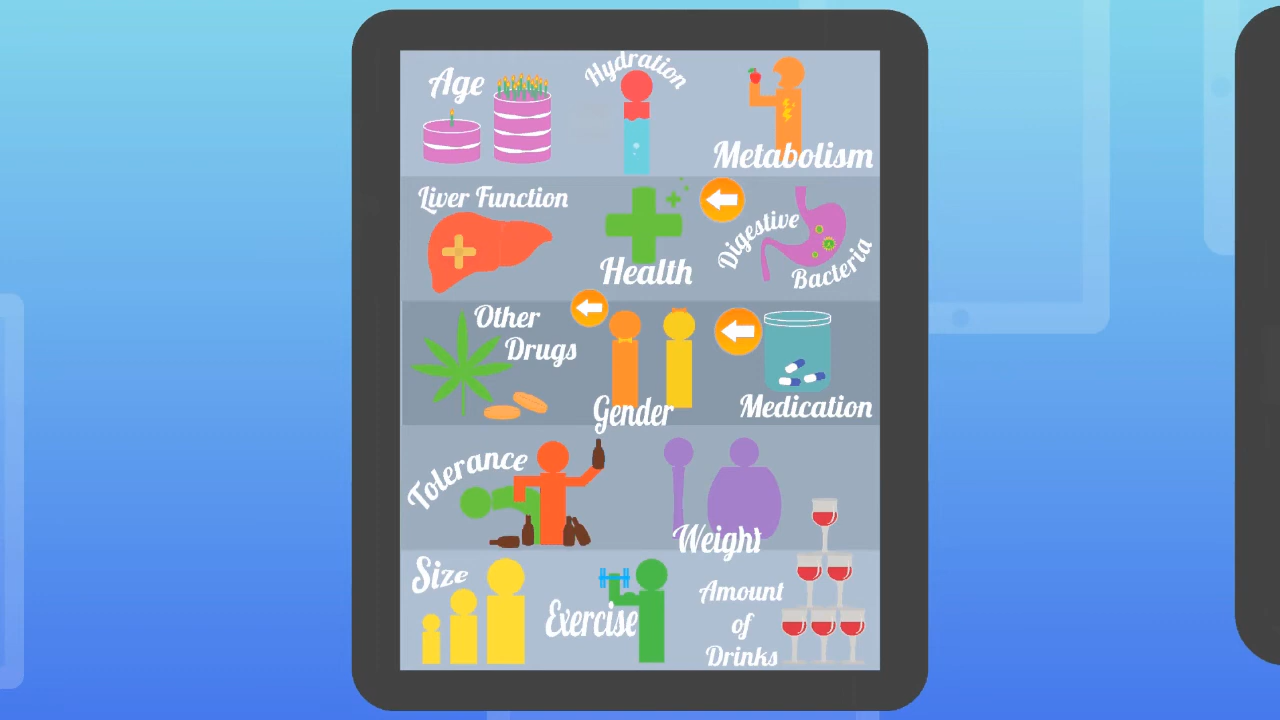 Age
Hydration
Metabolism
Liver Function
Health
Digestive
Bacteria
Other
Drugs
Gender
Medication
Tolerance
Weight
Size
Exercise
Amount
of
Drinks